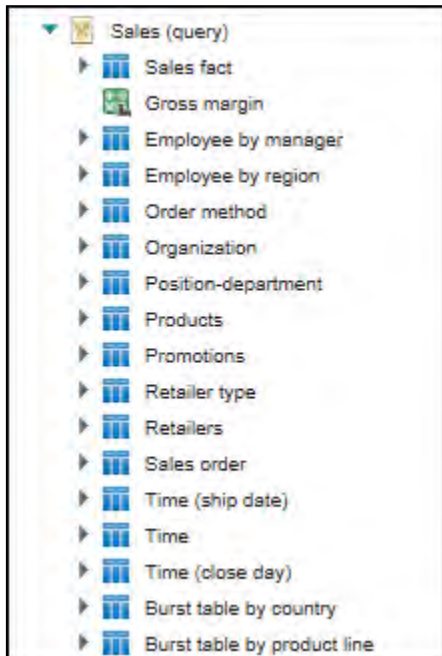 Sales (query)
Sales fact
Gross margin
Employee by manager
Employee by region
Order method
Organization
Position-department
Products
Promotions
Retailer type
Retailers
Sales order
Time (ship date)
Time
Time (close day)
Burst table by country
Burst table by product line